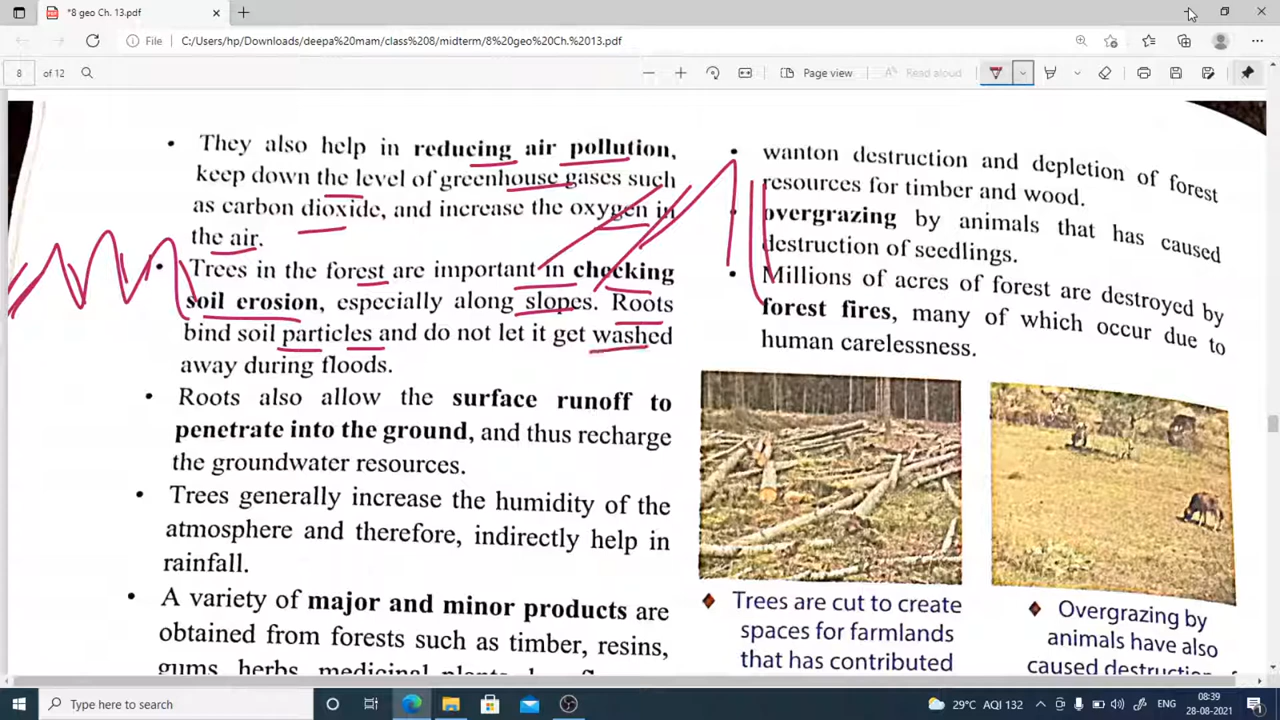 *8 geo Ch. 13.pdf
File C:/Users/hp/Downloads/deepa%20mam/class%208/midterm/8%20geo%20Ch.%2013.pdf
8 of 12 Page view Read aloud
• They also help in reducing air pollution,
keep down the level of greenhouse gases such
as carbon dioxide, and increase the oxygen in
the air.
• Trees in the forest are important in checking
soil erosion, especially along slopes. Roots
bind soil particles and do not let it get washed
away during floods.
• Roots also allow the surface runoff to
penetrate into the ground, and thus recharge
the groundwater resources.
• Trees generally increase the humidity of the
atmosphere and therefore, indirectly help in
rainfall.
• A variety of major and minor products are
obtained from forests such as timber, resins,
gums, herbs, medicinal
• wanton destruction and depletion of forest
resources for timber and wood.
• overgrazing by animals that has caused
destruction of seedlings.
• Millions of acres of forest are destroyed by
forest fires, many of which occur due to
human carelessness.
Trees are cut to create
spaces for farmlands
that has contributed
Overgrazing by
animals have also
caused destruction
Type here to search
29°C AQI 132
ENG
08:39
28-08-2021